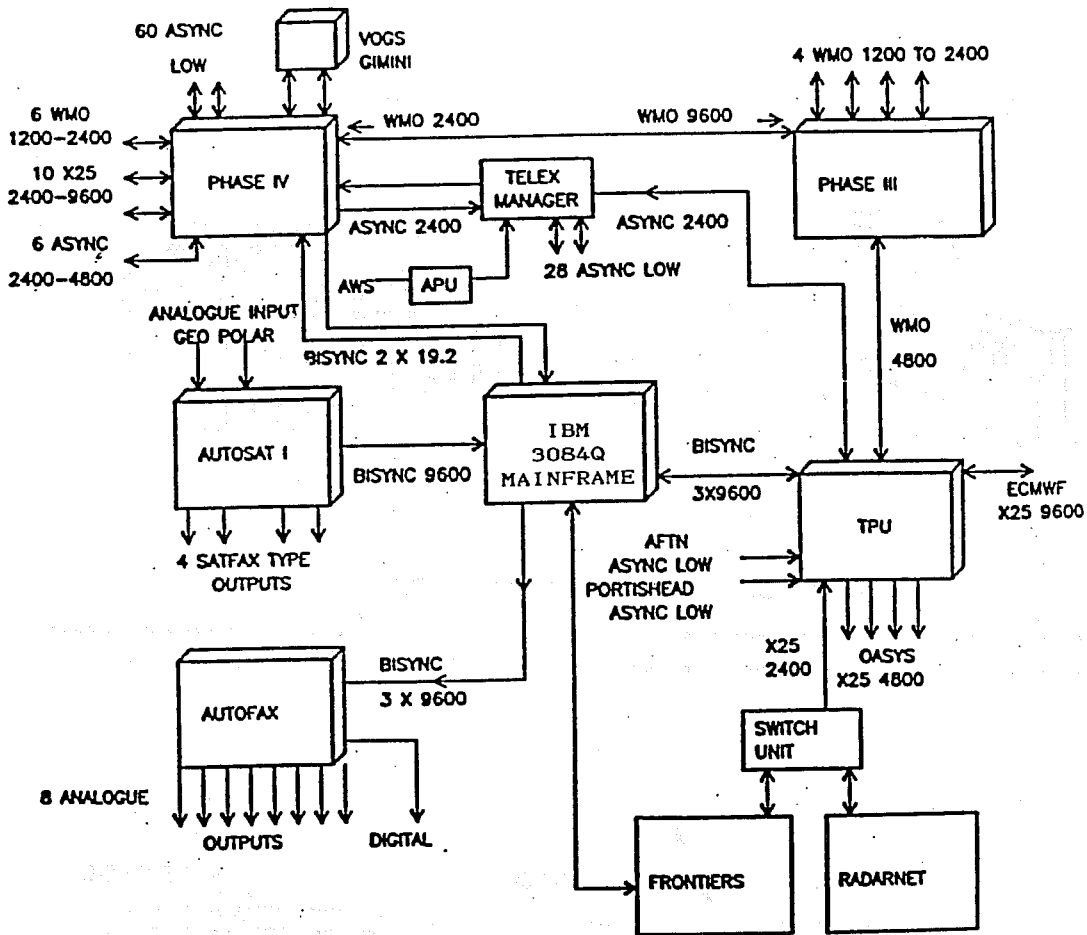 60 ASYNC
LOW
VOGS
GIMINI
4 WMO 1200 TO 2400
6 WMO
1200-2400
10 X25
2400-9600
6 ASYNC
2400-4800
PHASE IV
WMO 2400
WMO 9600
PHASE III
TELEX
MANAGER
ASYNC 2400
ASYNC 2400
28 ASYNC LOW
AWS
APU
ANALOGUE INPUT
GEO POLAR
BISYNC 2 X 19.2
WMO
4800
AUTOSAT I
BISYNC 9600
IBM
3084Q
MAINFRAME
BISYNC
3X9600
TPU
ECMWF
X25 9600
4 SATFAX TYPE
OUTPUTS
AFTN
ASYNC LOW
PORTISHEAD
ASYNC LOW
X25
2400
OASYS
X25 4800
AUTOFAX
BISYNC
3 X 9600
SWITCH
UNIT
8 ANALOGUE
OUTPUTS
DIGITAL
FRONTIERS
RADARNET